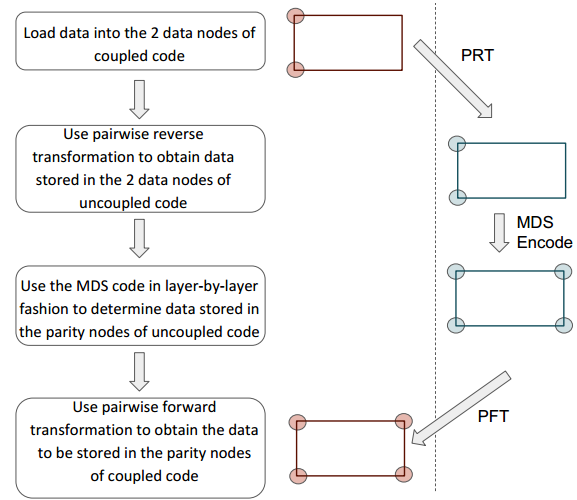 Load data into the 2 data nodes of
coupled code
PRT
Use pairwise reverse
transformation to obtain data
stored in the 2 data nodes of
uncoupled code
MDS
Encode
Use the MDS code in layer-by-layer
fashion to determine data stored in
the parity nodes of uncoupled code
Use pairwise forward
transformation to obtain the data
to be stored in the parity nodes
of coupled code
PFT